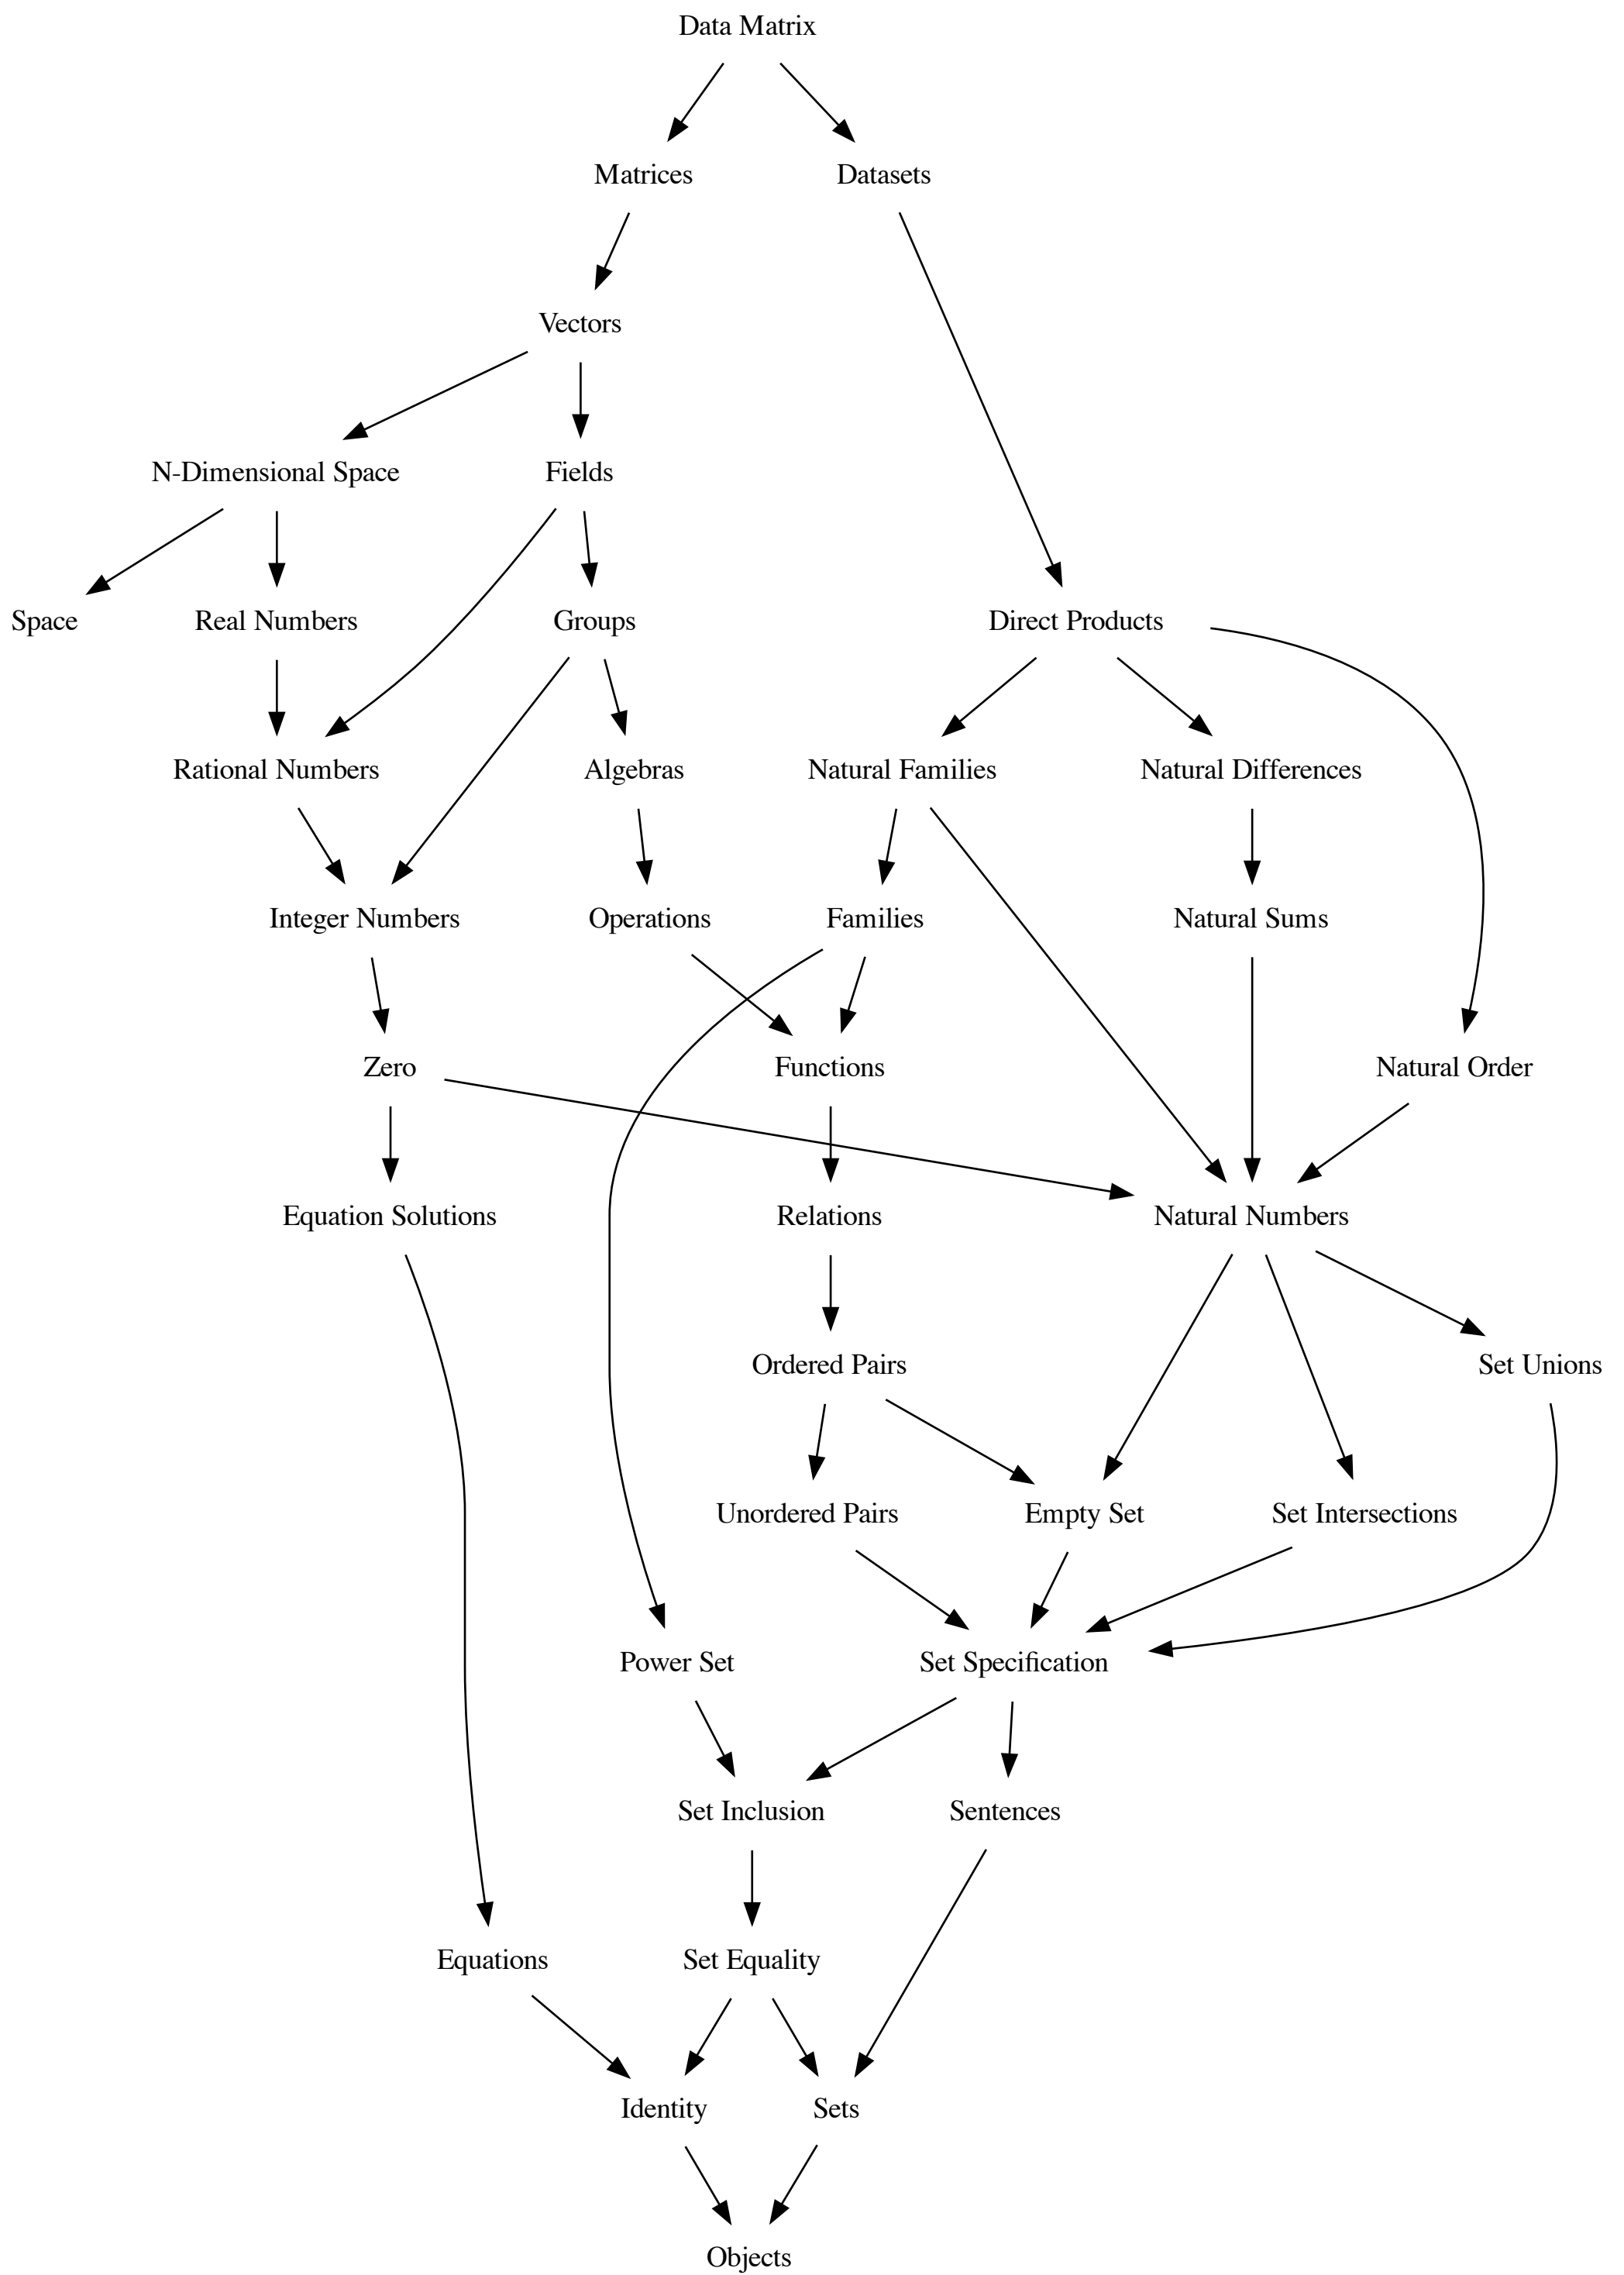 Data Matrix
Matrices
Datasets
Vectors
N-Dimensional Space
Fields
Space
Real Numbers
Groups
Direct Products
Rational Numbers
Algebras
Natural Families
Natural Differences
Integer Numbers
Operations
Families
Natural Sums
Zero
Functions
Natural Order
Equation Solutions
Relations
Natural Numbers
Ordered Pairs
Set Unions
Unordered Pairs
Empty Set
Set Intersections
Power Set
Set Specification
Set Inclusion
Sentences
Equations
Set Equality
Identity
Sets
Objects